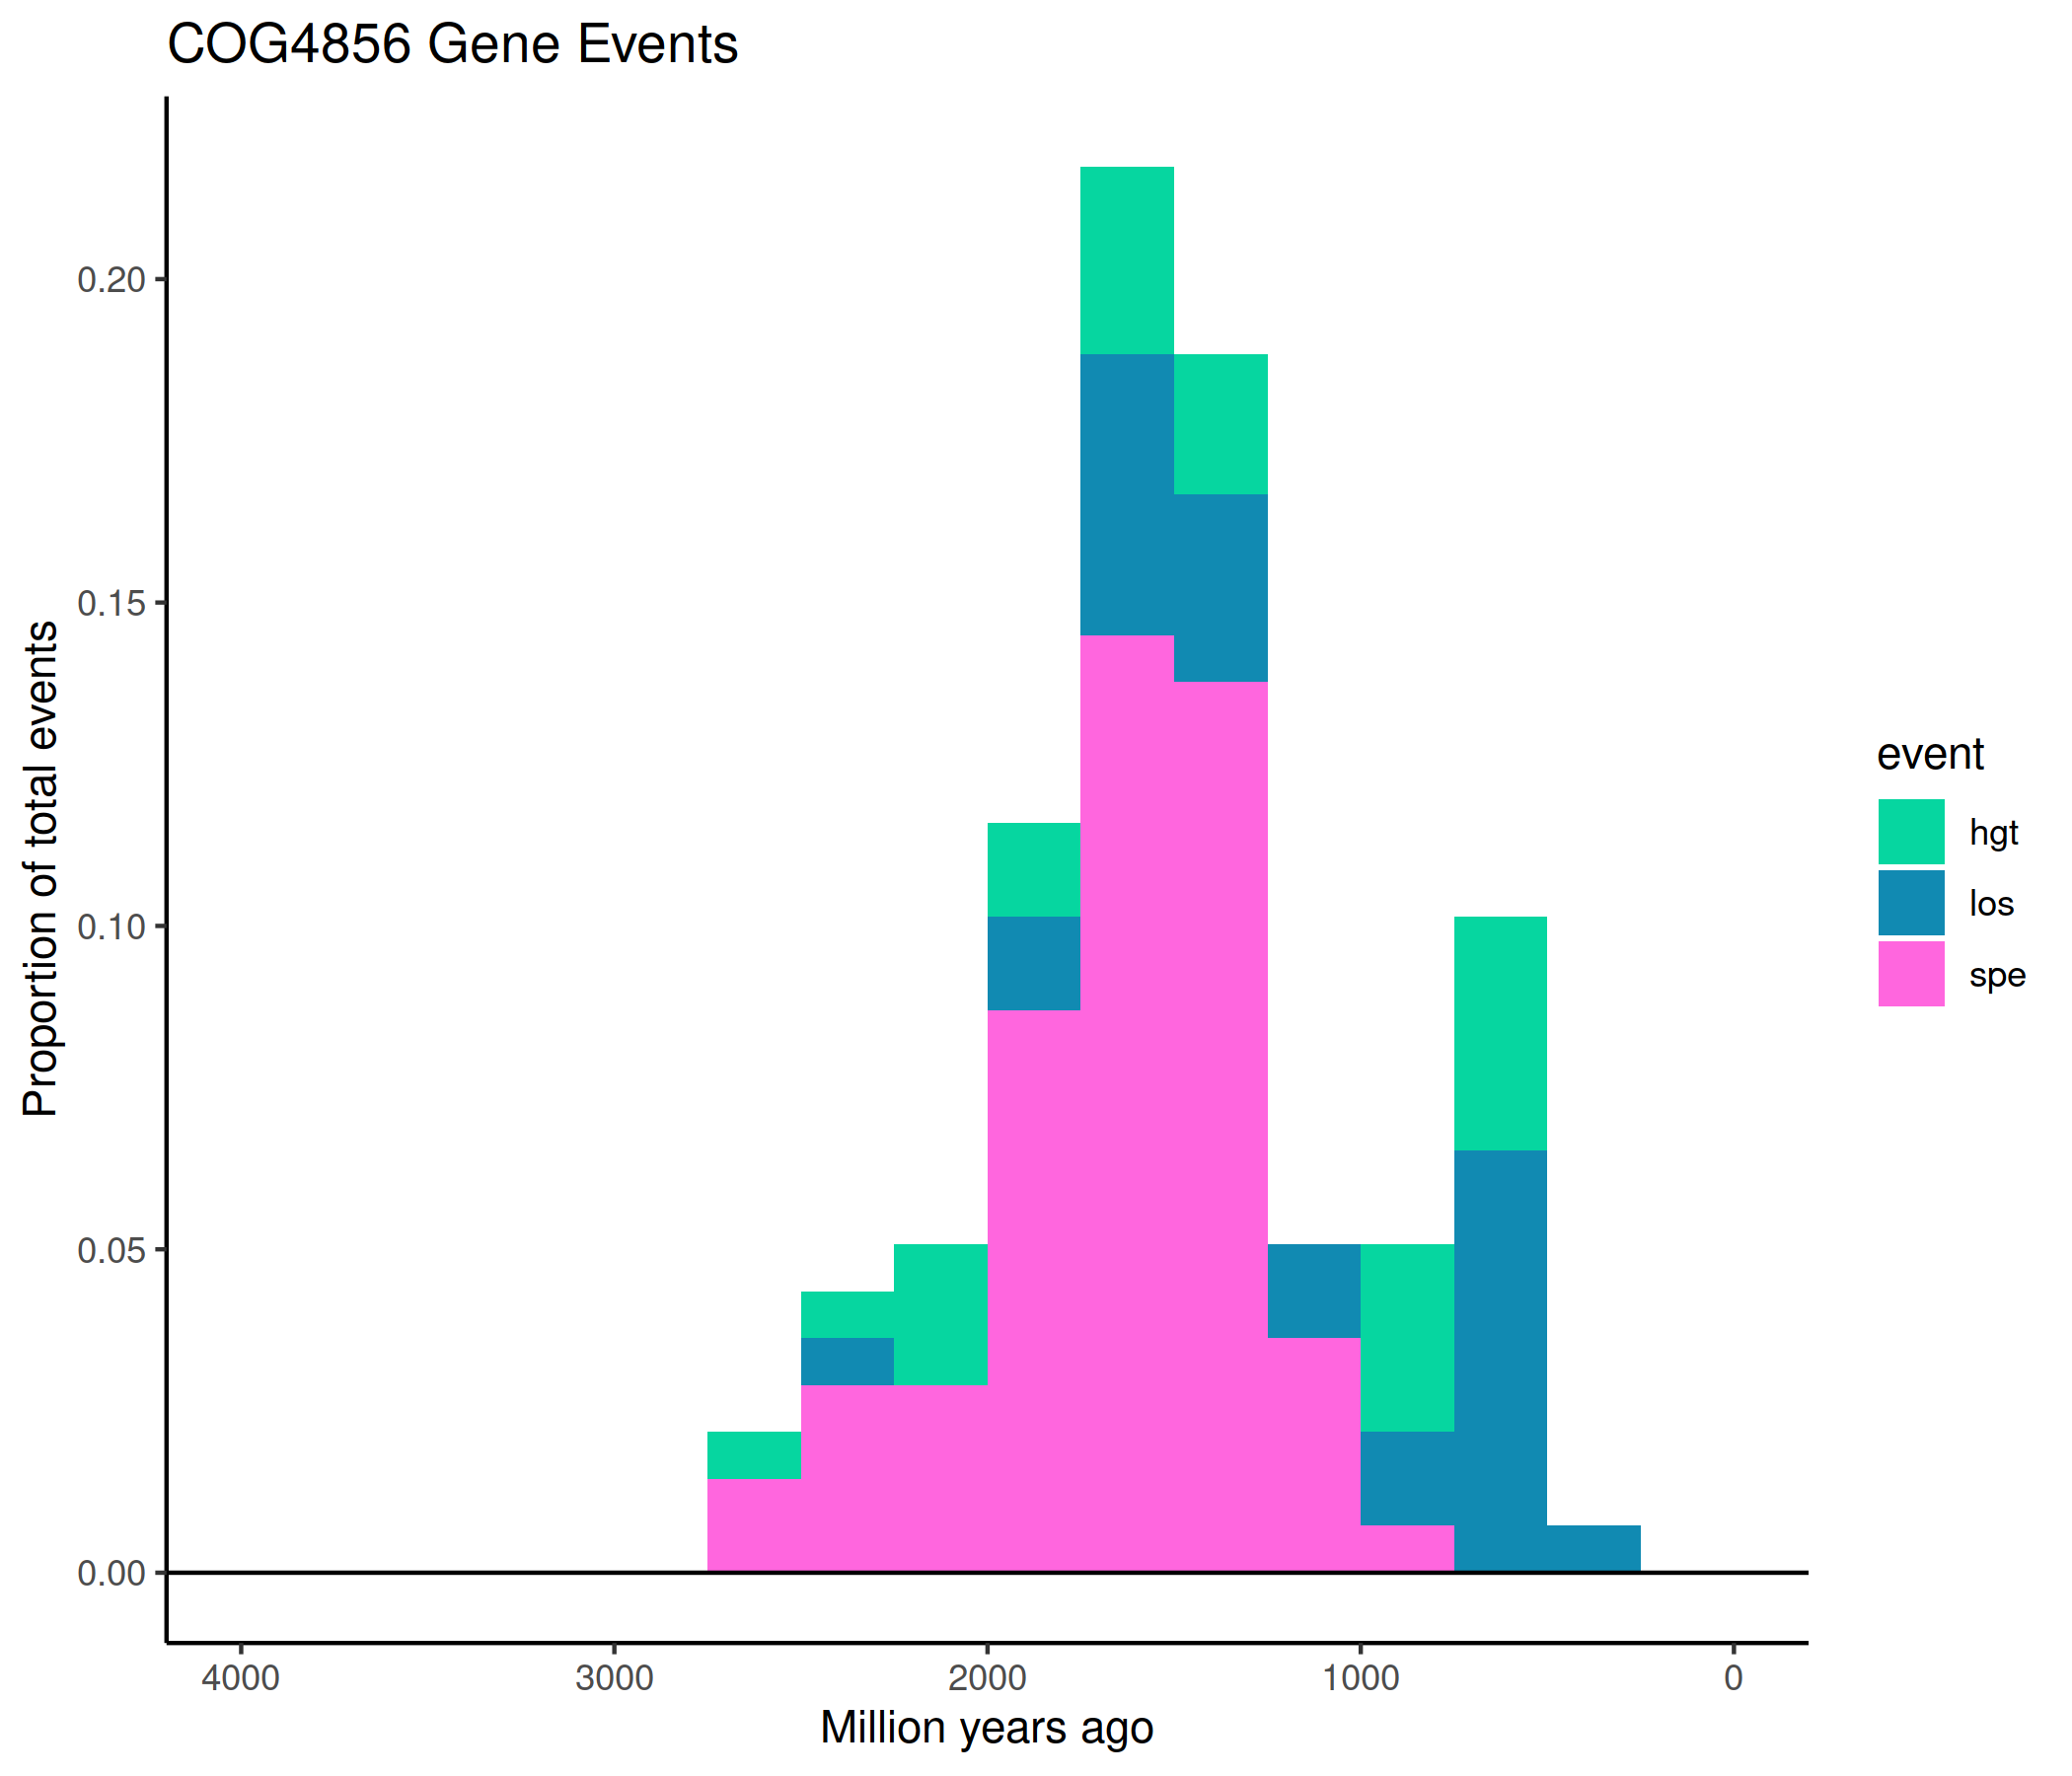 COG4856 Gene Events
Proportion of total events
0.20
0.15
0.10
0.05
0.00
4000 3000 2000 1000 0
Million years ago
event
hgt
los
spe